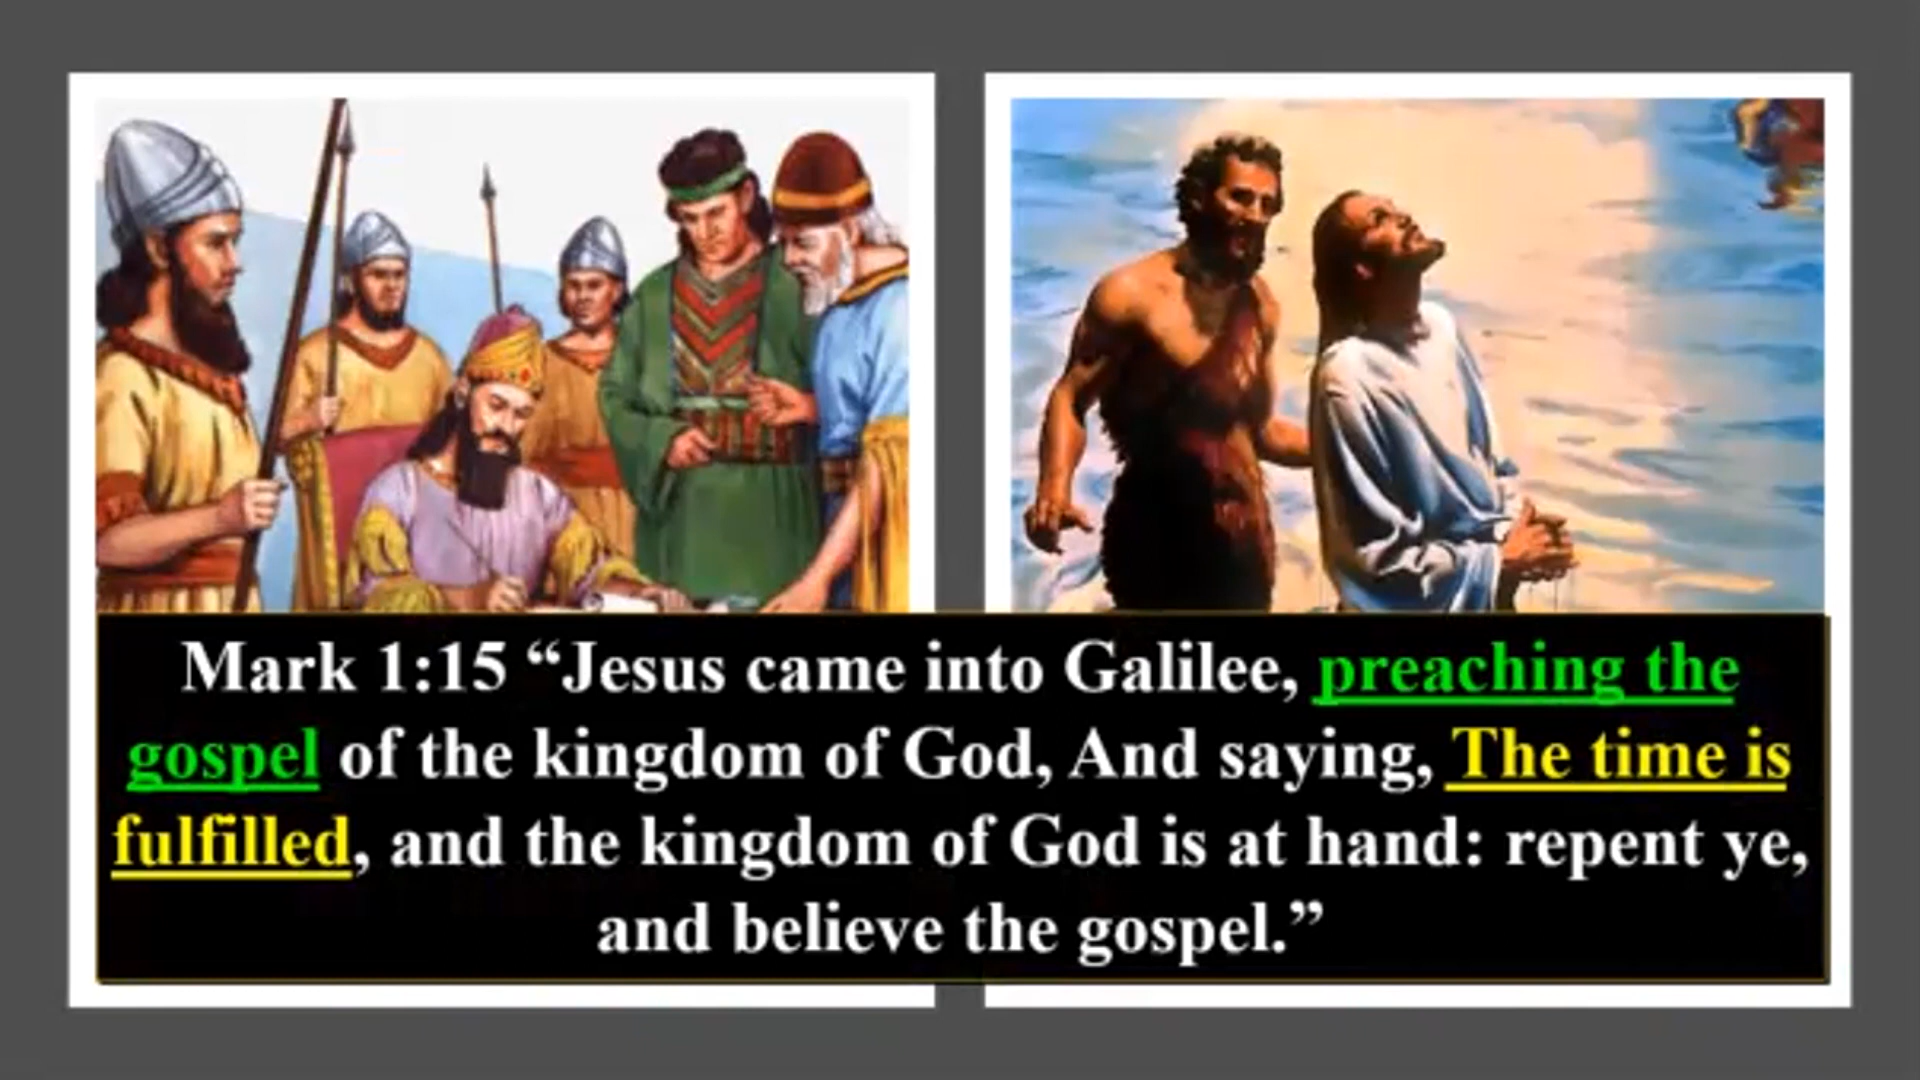 Mark 1:15 “Jesus came into Galilee, preaching the
gospel of the kingdom of God, And saying, The time is
fulfilled, and the kingdom of God is at hand: repent ye,
and believe the gospel.”